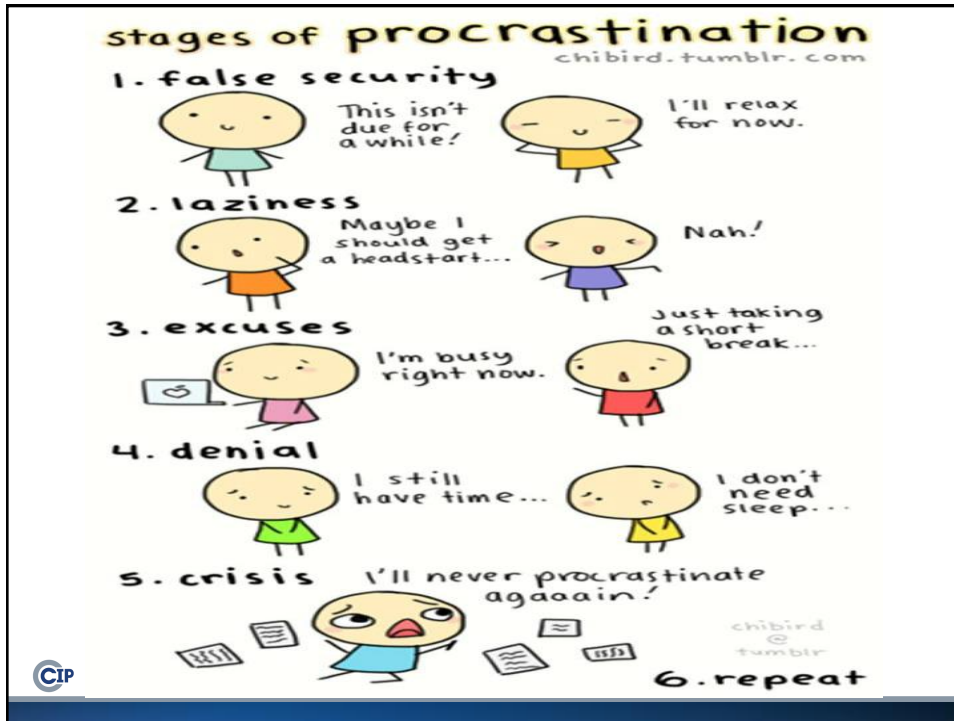 stages of procrastination
chibird.tumblr.com
1. false security
This isn't
due for
a while!
I'll relax
for now.
2. laziness
Maybe I
should get
a headstart...
Nah!
3. excuses
I'm busy
right now.
Just taking
a short
break...
4. denial
I still
have time...
I don't
need
sleep...
5. crisis
I'll never procrastinate
agaaain!
chibird
@
tumblr
6. repeat
CIP